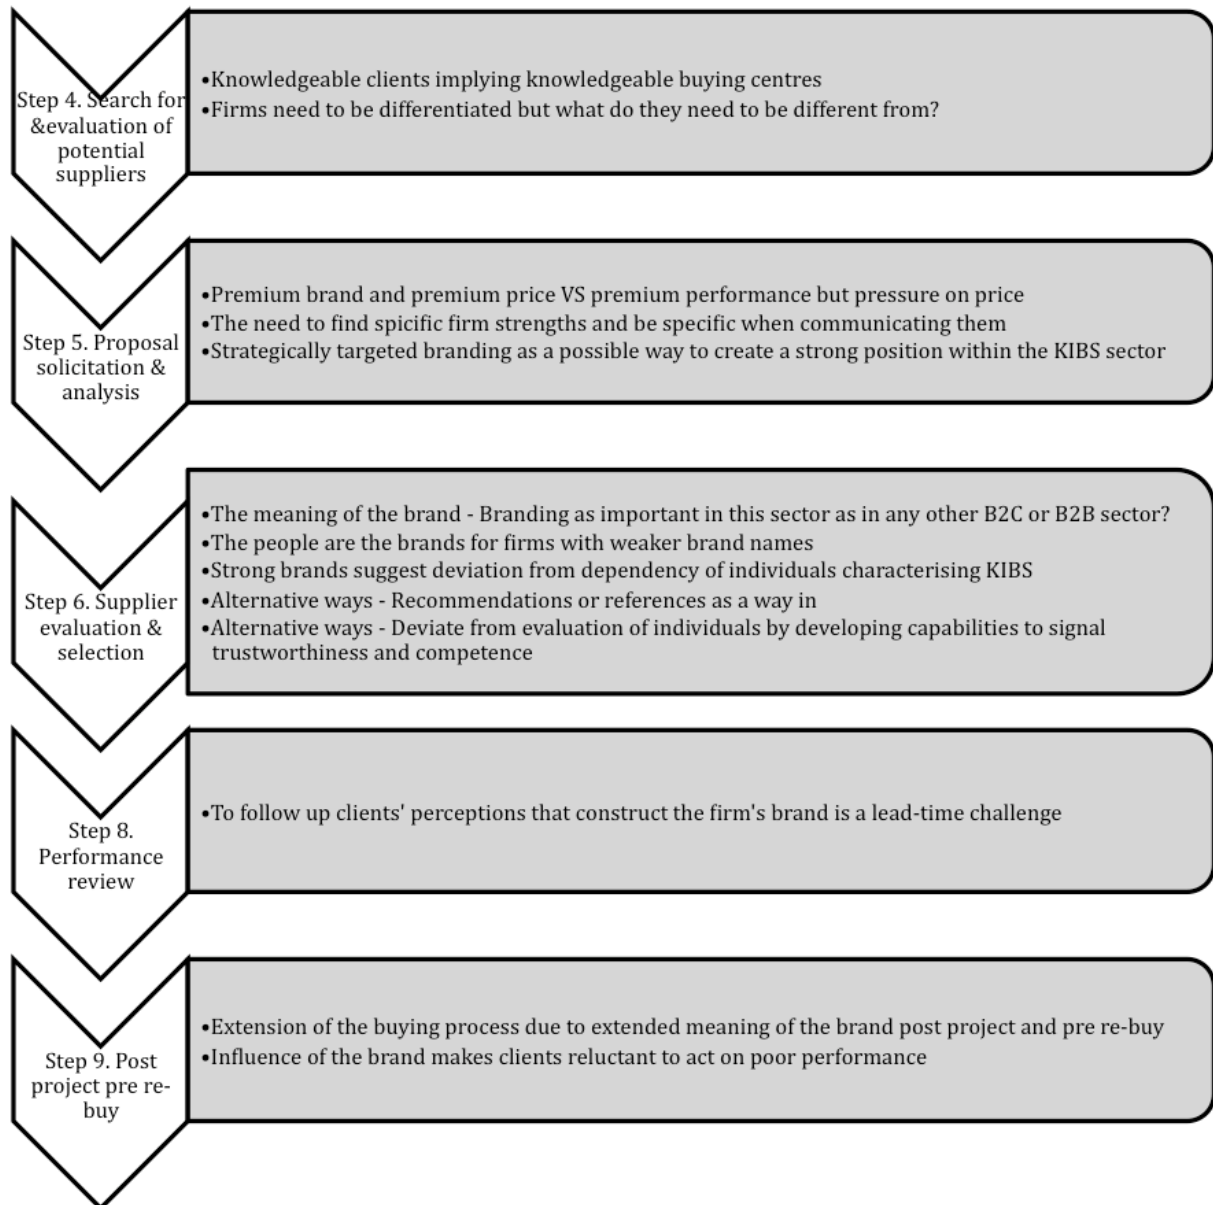 Step 4. Search for
&evaluation of
potential
suppliers
•Knowledgeable clients implying knowledgeable buying centres
•Firms need to be differentiated but what do they need to be different from?
Step 5. Proposal
solicitation &
analysis
•Premium brand and premium price VS premium performance but pressure on price
•The need to find spicific firm strengths and be specific when communicating them
•Strategically targeted branding as a possible way to create a strong position within the KIBS sector
Step 6. Supplier
evaluation &
selection
•The meaning of the brand - Branding as important in this sector as in any other B2C or B2B sector?
•The people are the brands for firms with weaker brand names
•Strong brands suggest deviation from dependency of individuals characterising KIBS
•Alternative ways - Recommendations or references as a way in
•Alternative ways - Deviate from evaluation of individuals by developing capabilities to signal
trustworthiness and competence
Step 8.
Performance
review
•To follow up clients' perceptions that construct the firm's brand is a lead-time challenge
Step 9. Post
project pre re-
buy
•Extension of the buying process due to extended meaning of the brand post project and pre re-buy
•Influence of the brand makes clients reluctant to act on poor performance